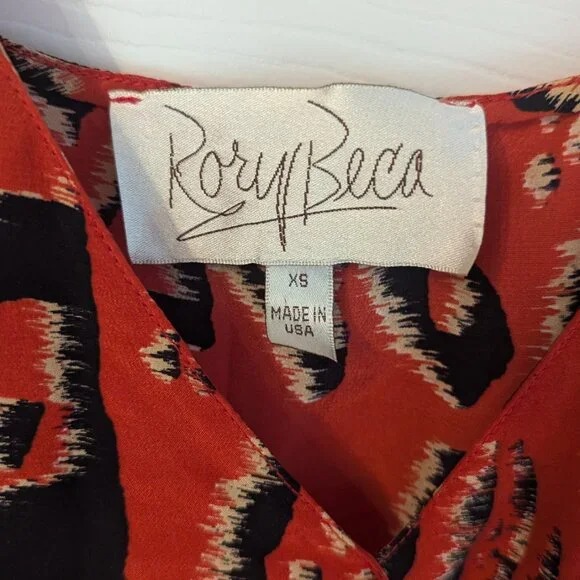 Rory Beca
XS
MADE IN
USA